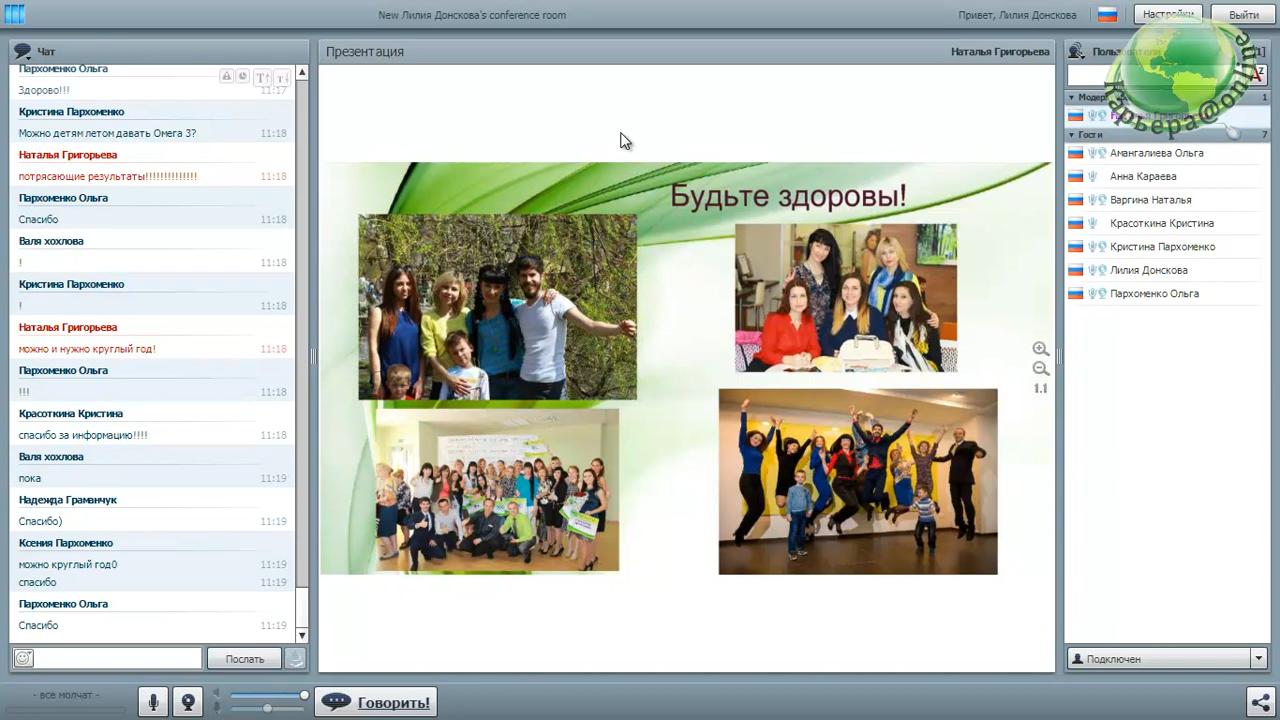 New Лилия Донскова's conference room
Привет, Лилия Донскова
Настройки
Выйти
Чат
Пархоменко Ольга
Здорово!!! 11:17
Кристина Пархоменко
Можно детям летом давать Омега 3? 11:18
Наталья Григорьева
потрясающие результаты!!!!!!!!!!!!!! 11:18
Пархоменко Ольга
Спасибо 11:18
Валя хохлова
! 11:18
Кристина Пархоменко
! 11:18
Наталья Григорьева
можно и нужно круглый год! 11:18
Пархоменко Ольга
!!! 11:18
Красоткина Кристина
спасибо за информацию!!!! 11:18
Валя хохлова
пока 11:19
Надежда Граманчук
Спасибо) 11:19
Ксения Пархоменко
можно круглый год0 11:19
спасибо 11:19
Пархоменко Ольга
Спасибо 11:19
Послать
- все молчат -
Говорить!
Презентация
Наталья Григорьева
Будьте здоровы!
1.1
Карьера@online
1
Гости 7
Амангалиева Ольга
Анна Караева
Варгина Наталья
Красоткина Кристина
Кристина Пархоменко
Лилия Донскова
Пархоменко Ольга
Подключен